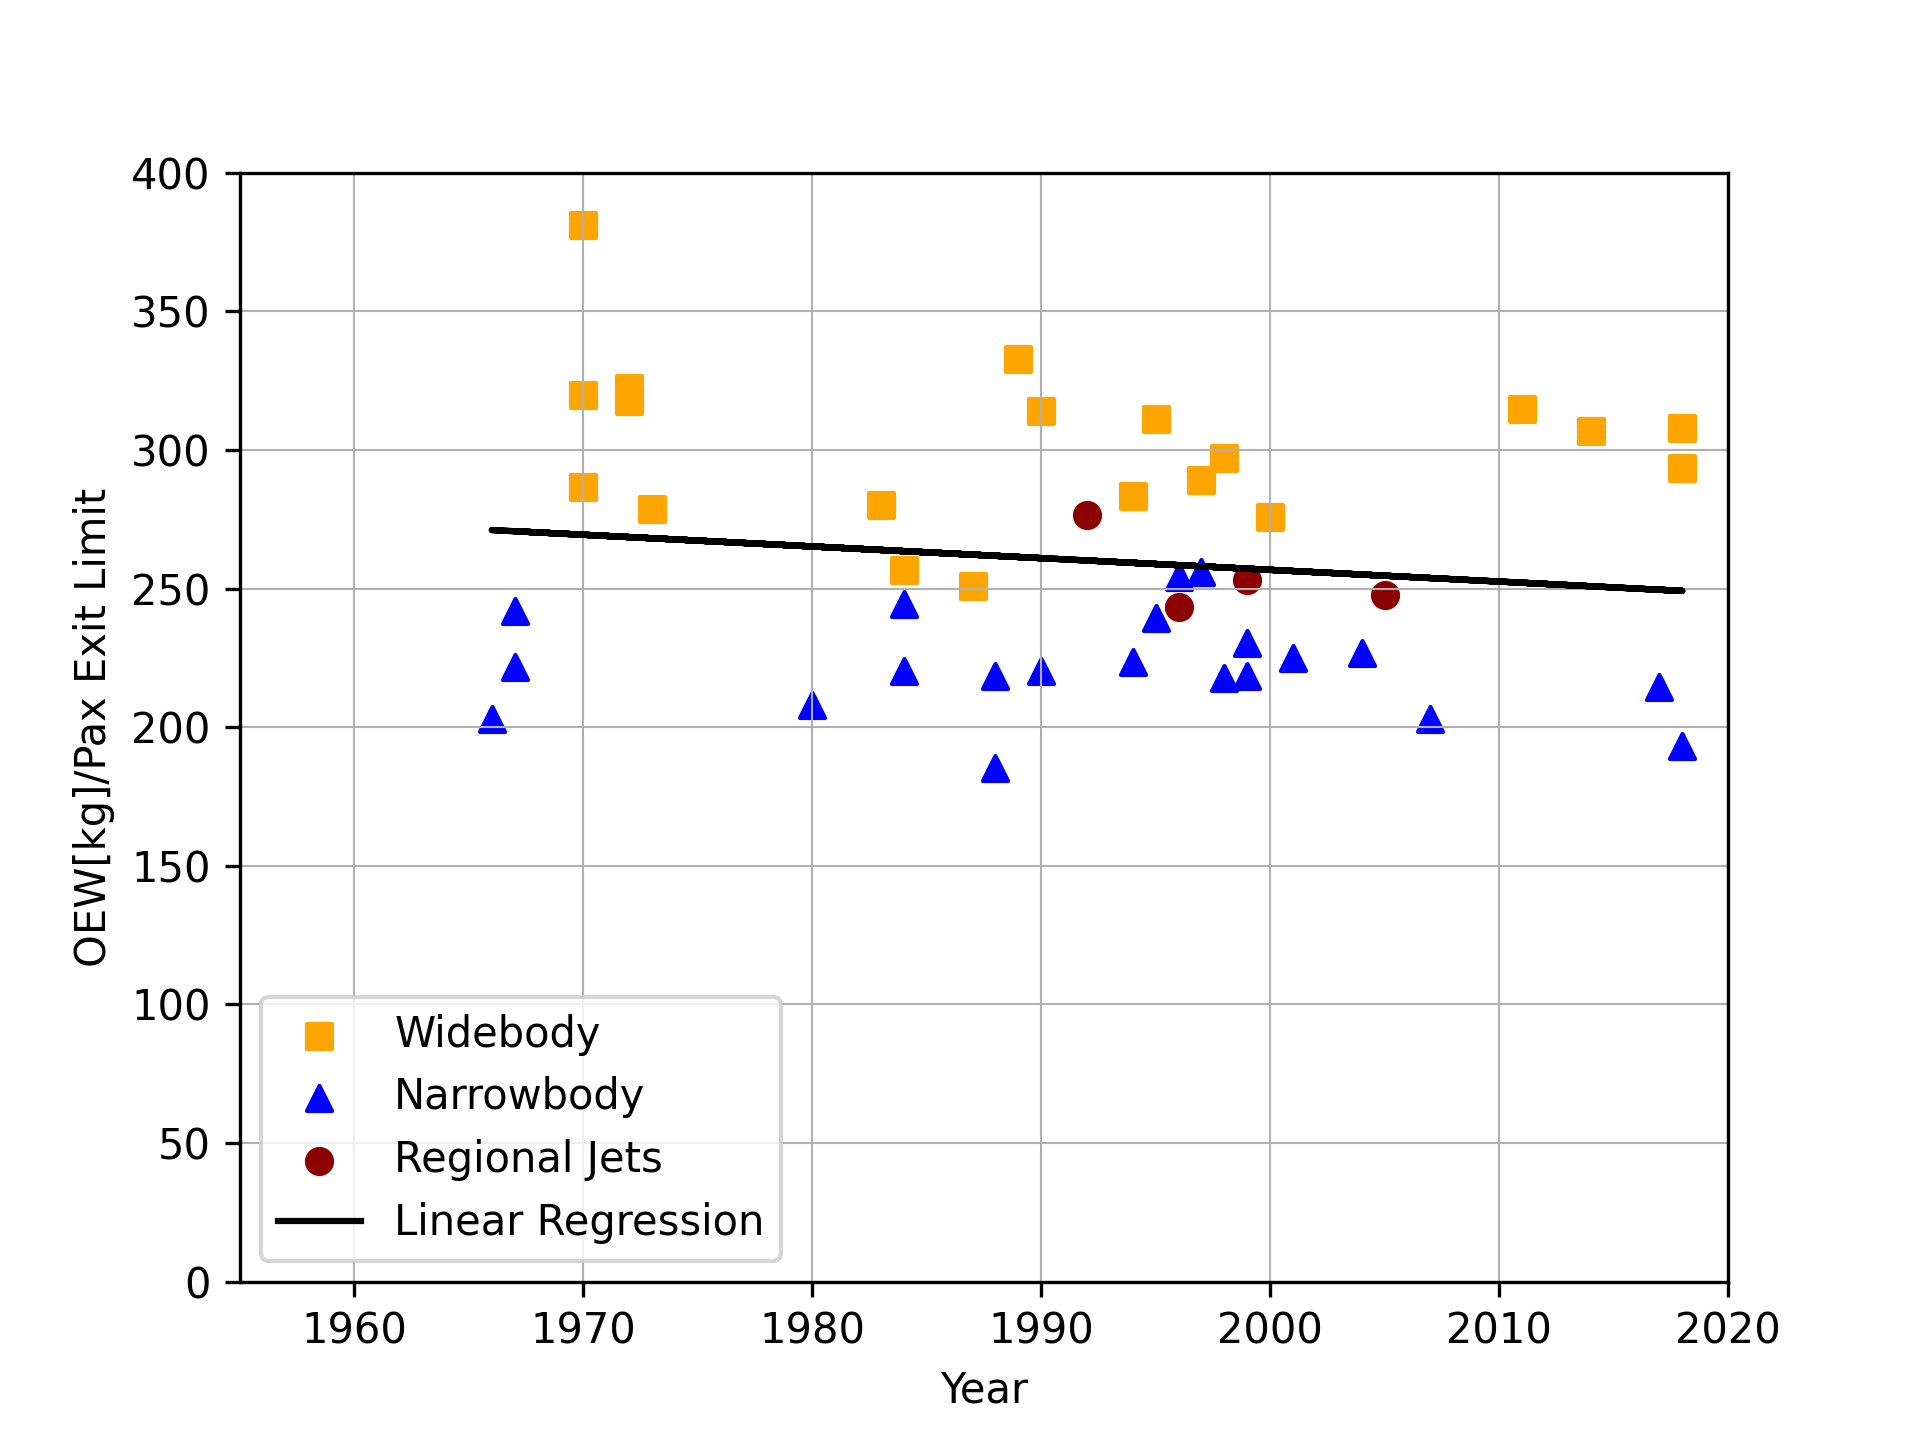 400
350
300
250
200
150
100
50
0
OEW[kg]/Pax Exit Limit
Widebody
Narrowbody
Regional Jets
Linear Regression
1960 1970 1980 1990 2000 2010 2020
Year